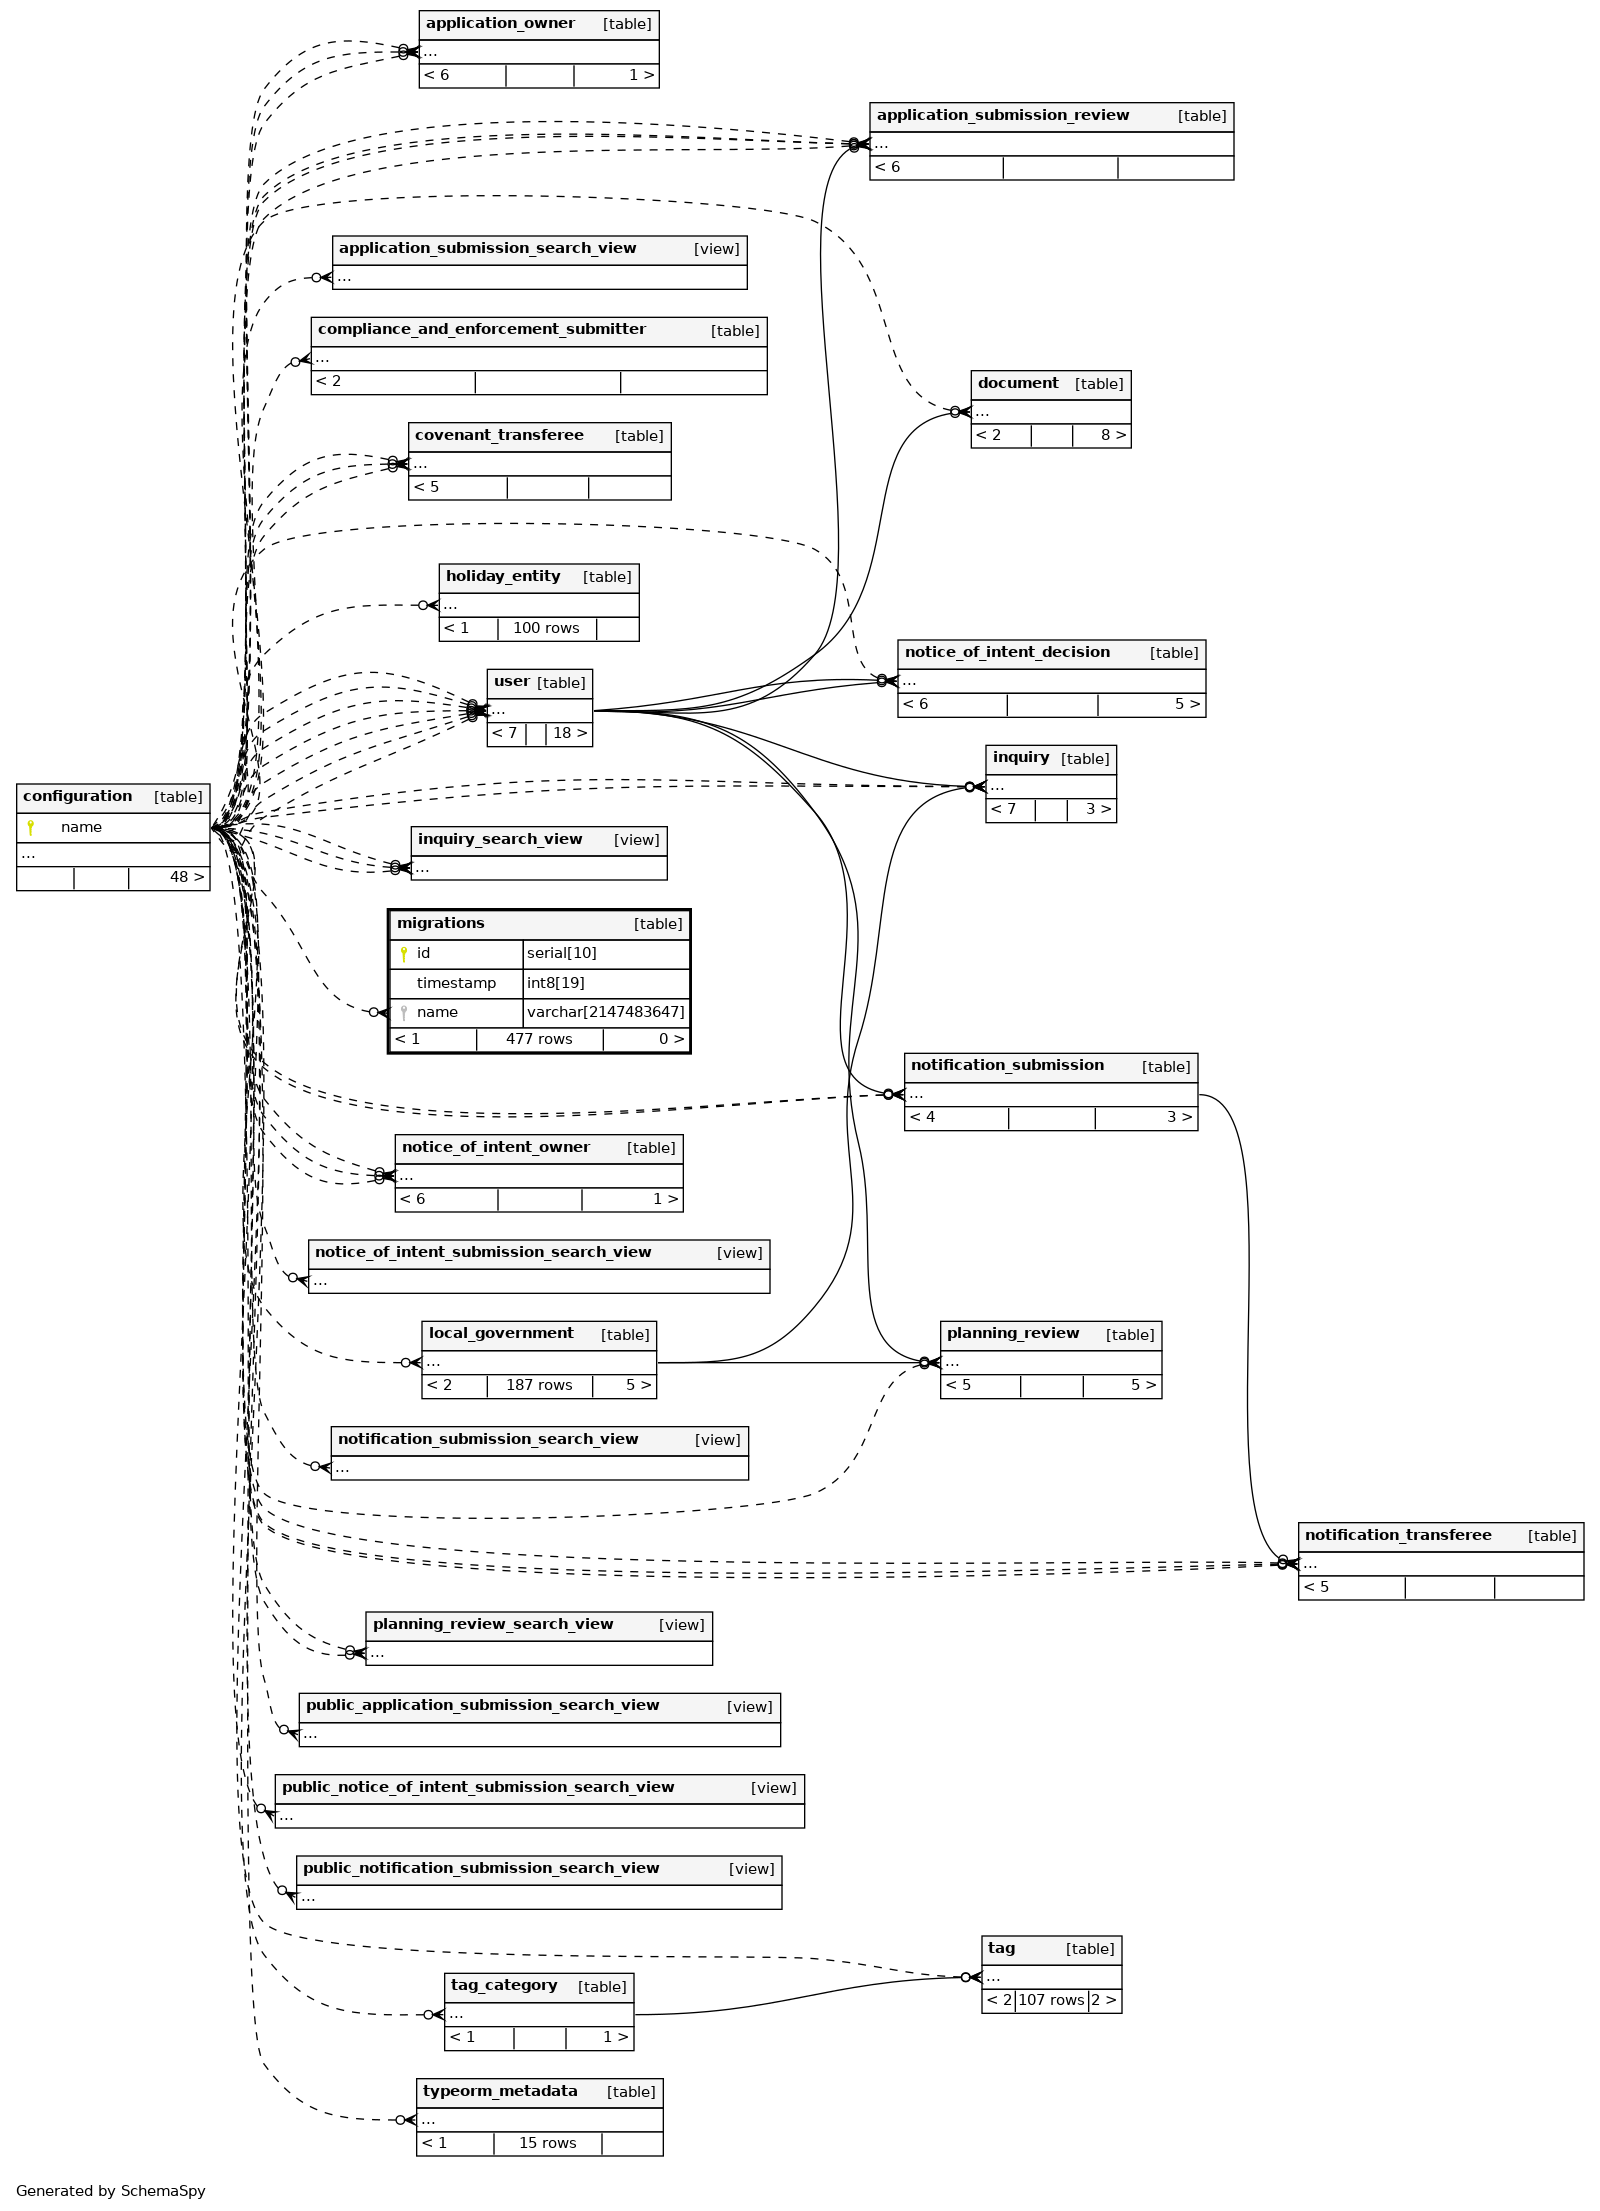 application_owner [table]
...
< 6 1 >
application_submission_review [table]
...
< 6
application_submission_search_view [view]
...
compliance_and_enforcement_submitter [table]
...
< 2
document [table]
...
< 2 8 >
covenant_transferee [table]
...
< 5
holiday_entity [table]
...
< 1 100 rows
notice_of_intent_decision [table]
...
< 6 5 >
user [table]
...
< 7 18 >
inquiry [table]
...
< 7 3 >
configuration [table]
name
...
48 >
inquiry_search_view [view]
...
migrations [table]
id serial[10]
timestamp int8[19]
name varchar[2147483647]
< 1 477 rows 0 >
notification_submission [table]
...
< 4 3 >
notice_of_intent_owner [table]
...
< 6 1 >
notice_of_intent_submission_search_view [view]
...
local_government [table]
...
< 2 187 rows 5 >
planning_review [table]
...
< 5 5 >
notification_submission_search_view [view]
...
notification_transferee [table]
...
< 5
planning_review_search_view [view]
...
public_application_submission_search_view [view]
...
public_notice_of_intent_submission_search_view [view]
...
public_notification_submission_search_view [view]
...
tag [table]
...
< 2 107 rows 2 >
tag_category [table]
...
< 1 1 >
typeorm_metadata [table]
...
< 1 15 rows
Generated by SchemaSpy